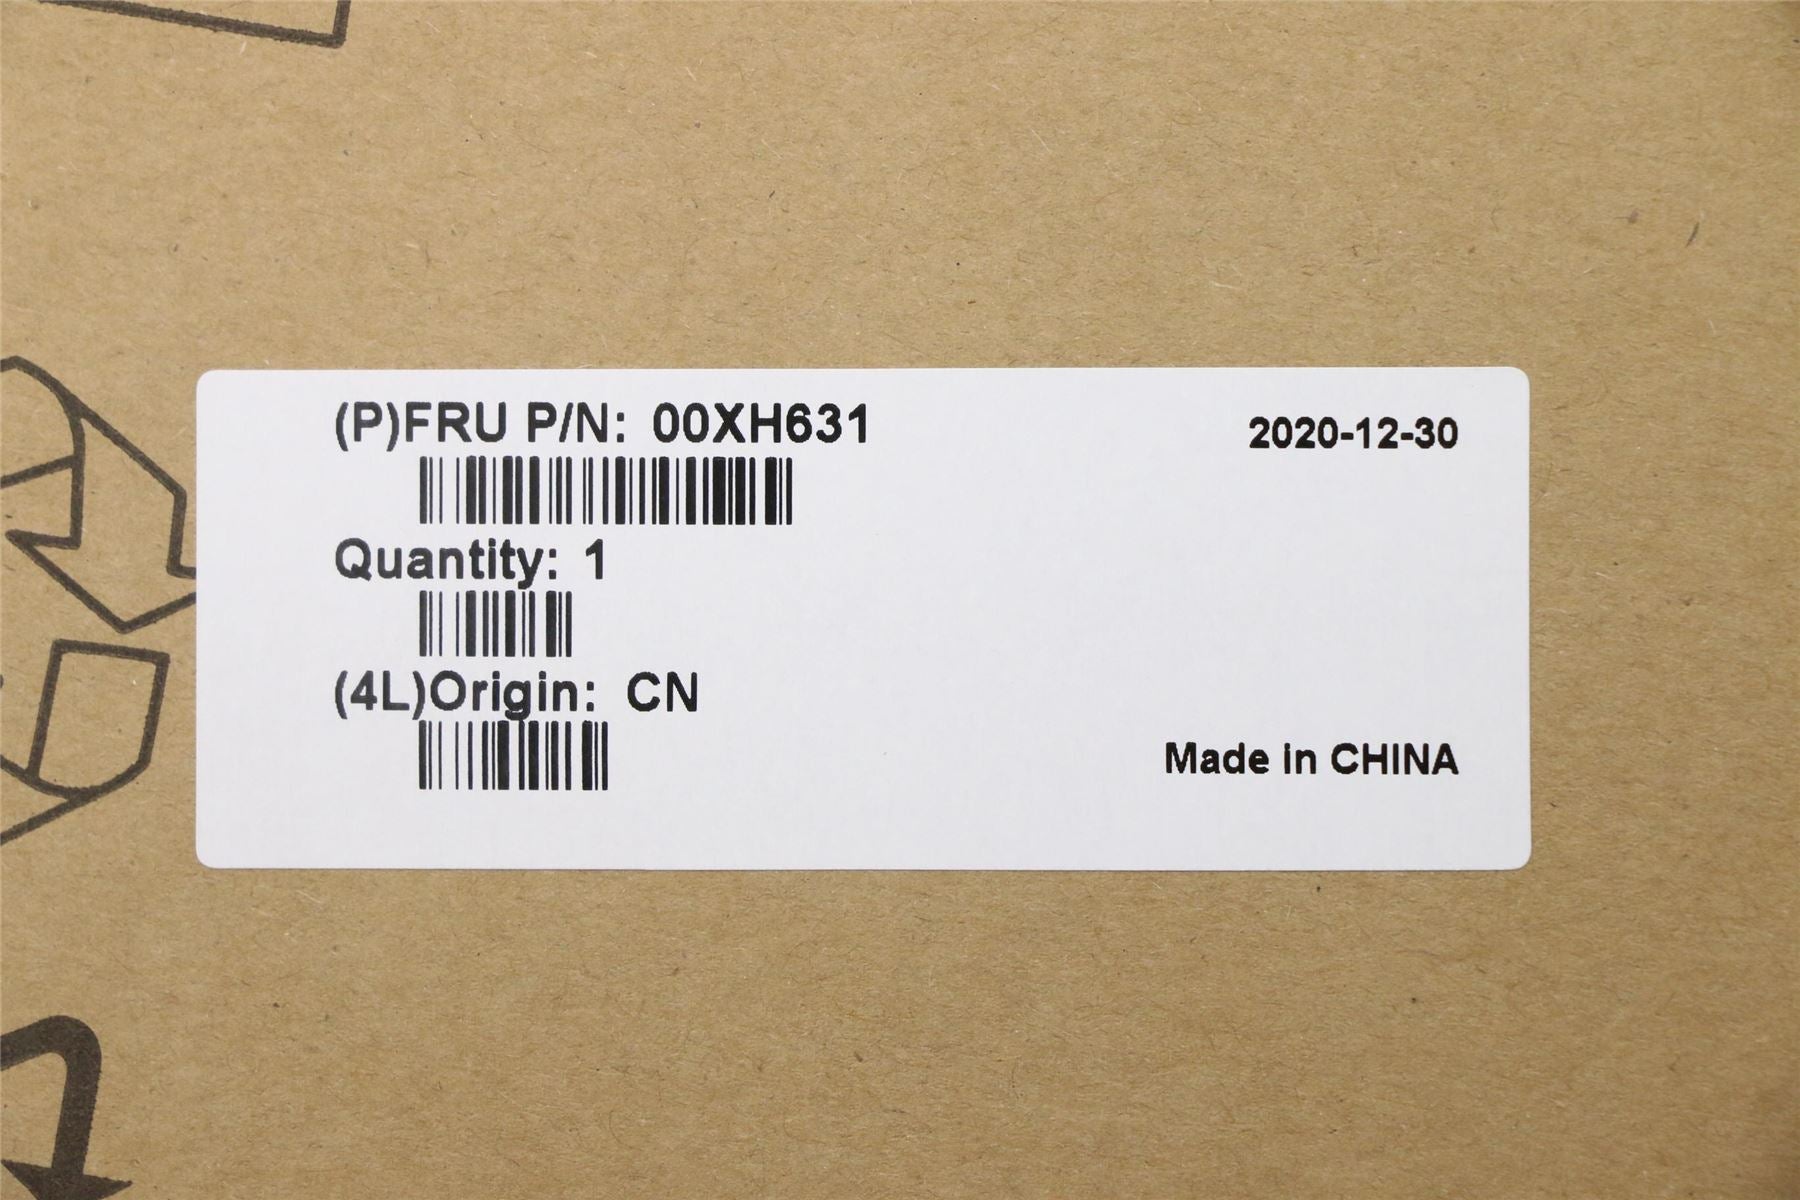 (P)FRU P/N: 00XH631
2020-12-30
Quantity: 1
(4L)Origin: CN
Made in CHINA